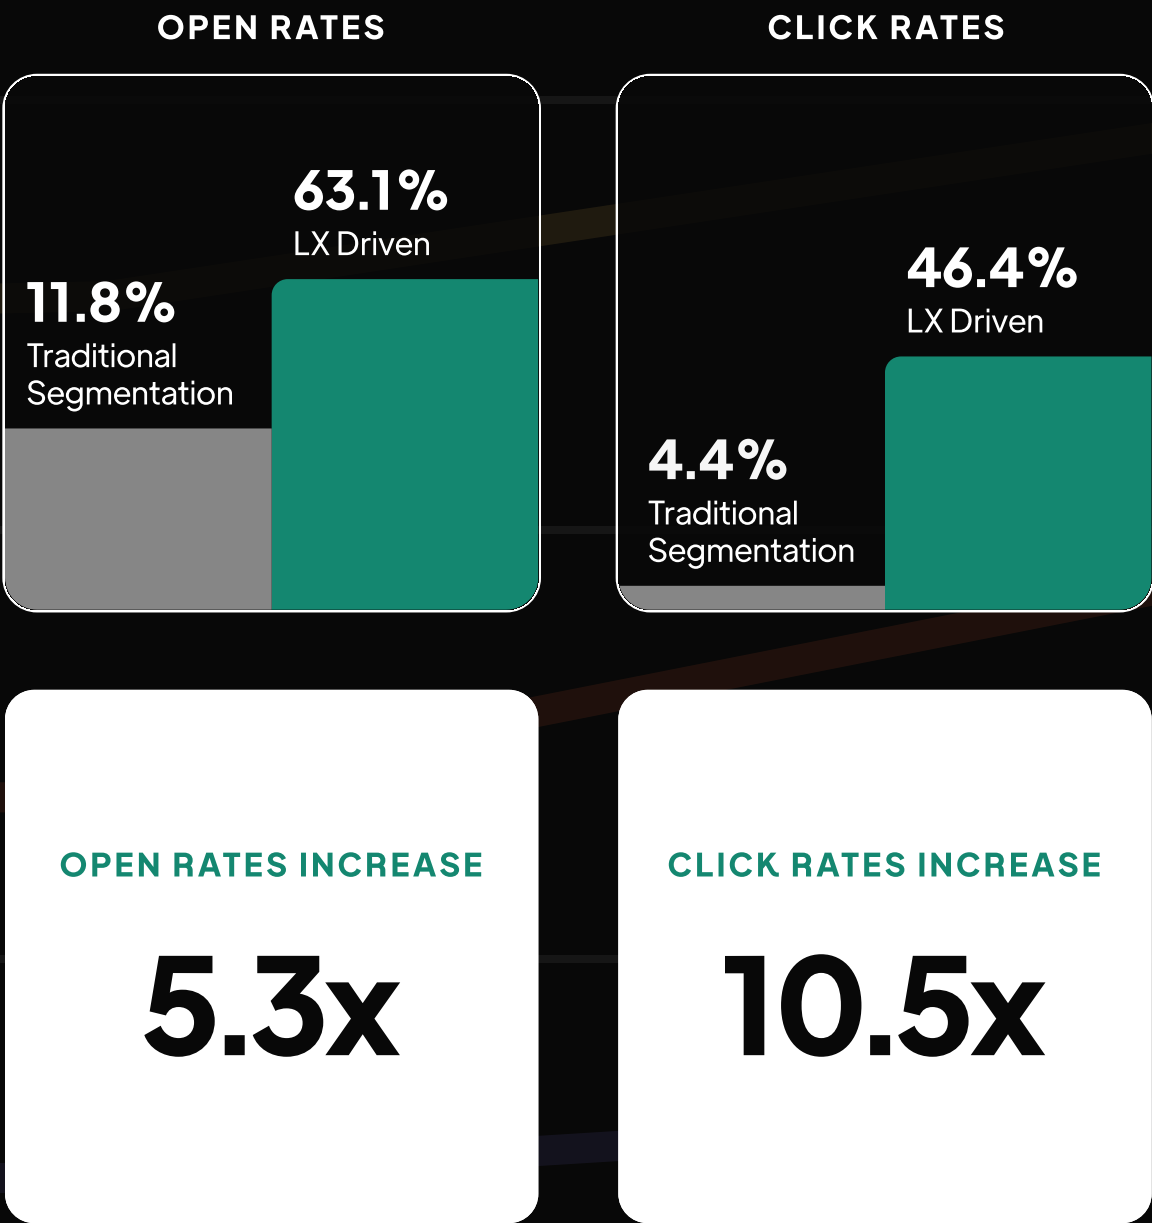 OPEN RATES
63.1%
LX Driven
11.8%
Traditional
Segmentation
CLICK RATES
46.4%
LX Driven
4.4%
Traditional
Segmentation
OPEN RATES INCREASE
5.3x
CLICK RATES INCREASE
10.5x